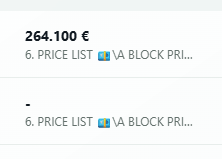 264.100 €
6. PRICE LIST \A BLOCK PRI...
-
6. PRICE LIST \A BLOCK PRI...